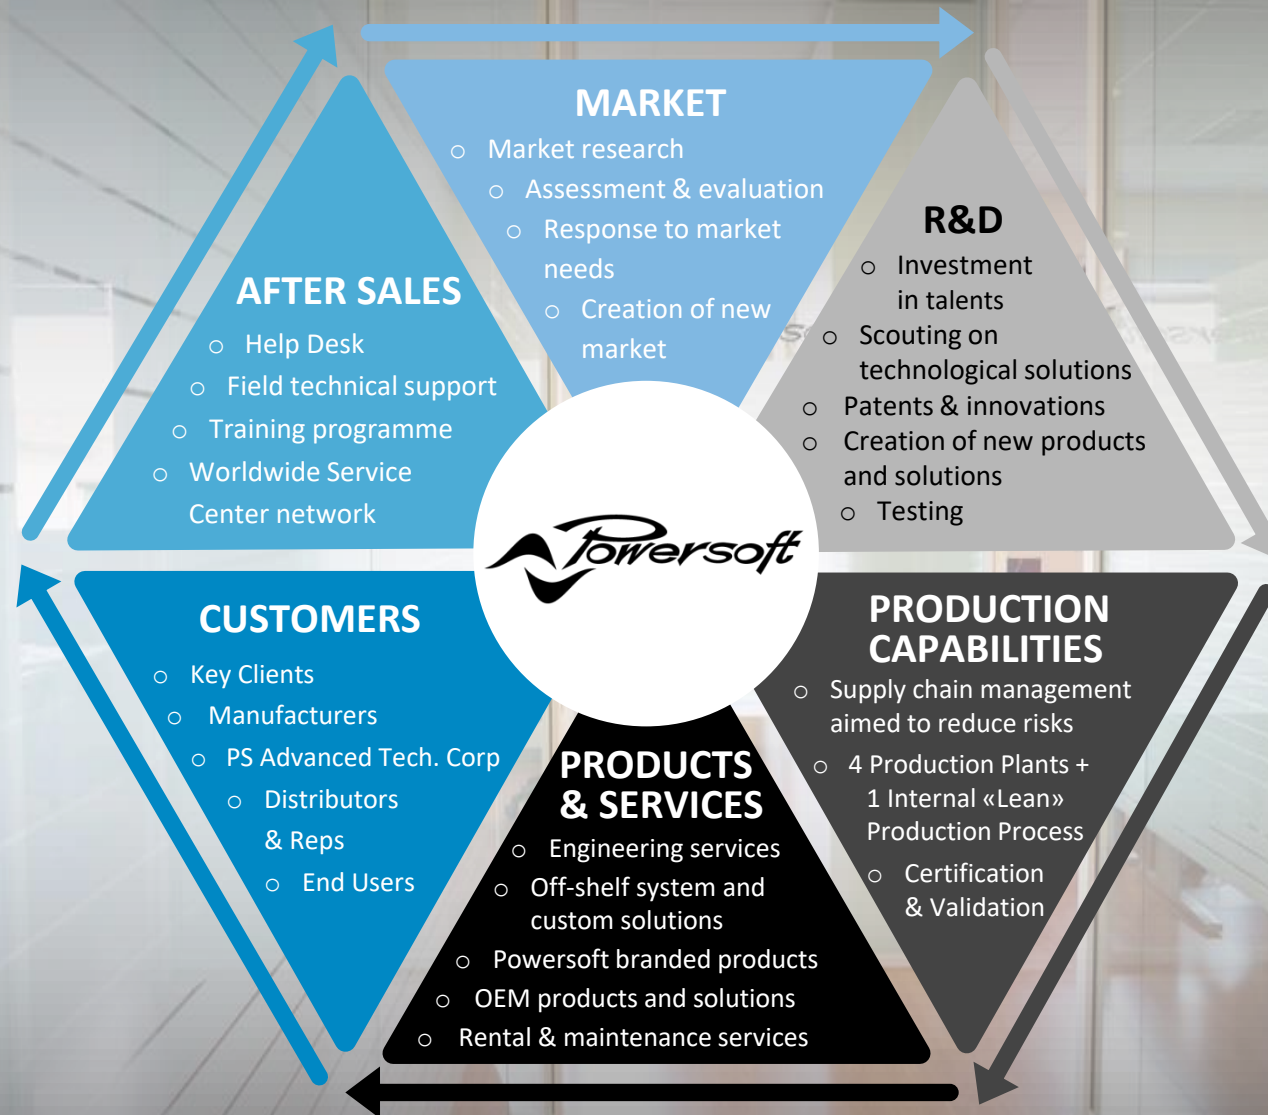 MARKET
○ Market research
○ Assessment & evaluation
○ Response to market
needs
○ Creation of new
market
R&D
○ Investment
in talents
○ Scouting on
technological solutions
○ Patents & innovations
○ Creation of new products
and solutions
○ Testing
PRODUCTION
CAPABILITIES
○ Supply chain management
aimed to reduce risks
○ 4 Production Plants +
1 Internal «Lean»
Production Process
○ Certification
& Validation
PRODUCTS
& SERVICES
○ Engineering services
○ Off-shelf system and
custom solutions
○ Powersoft branded products
○ OEM products and solutions
○ Rental & maintenance services
CUSTOMERS
○ Key Clients
○ Manufacturers
○ PS Advanced Tech. Corp
○ Distributors
& Reps
○ End Users
AFTER SALES
○ Help Desk
○ Field technical support
○ Training programme
○ Worldwide Service
Center network
Powersoft